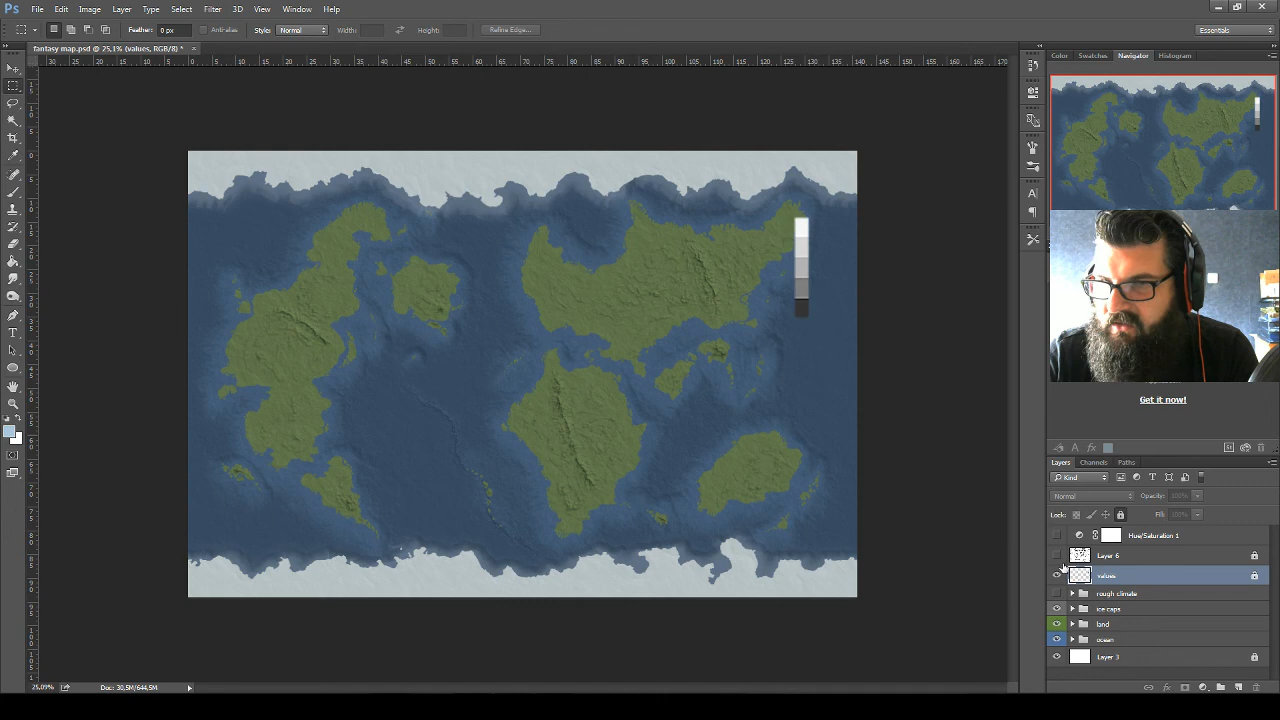 Ps File Edit Image Layer Type Select Filter 3D View Window Help
Feather: 0 px Anti-alias Style: Normal Width: Height: Refine Edge... Essentials
fantasy map.psd @ 25,1% (values, RGB/8) *
Color Swatches Navigator Histogram
Get it now!
Layers Channels Paths
Kind
Normal Opacity: 100%
Lock: Fill: 100%
Hue/Saturation 1
Layer 6
values
rough climate
ice caps
land
ocean
Layer 3
25,09% Doc: 30,5M/644,5M